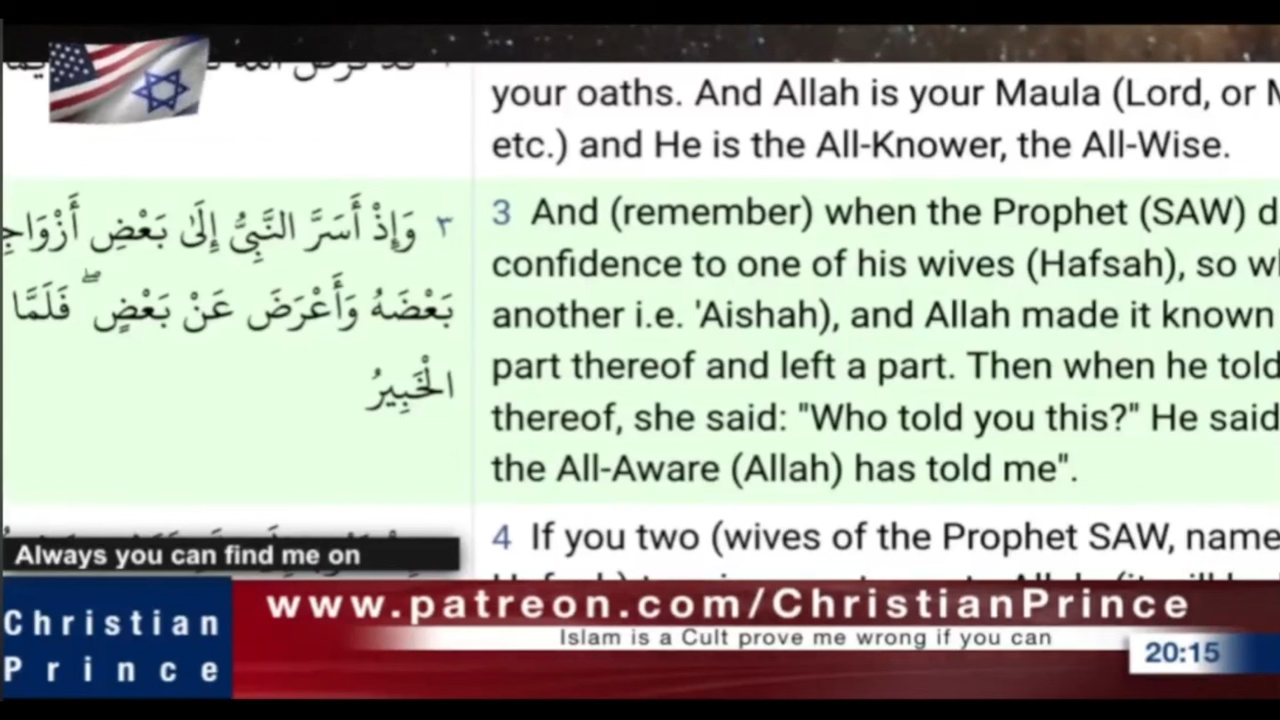 your oaths. And Allah is your Maula (Lord, or
etc.) and He is the All-Knower, the All-Wise.
٣ وَإِذْ أَسَرَّ النَّبِيُّ إِلَىٰ بَعْضِ
بَعْضَهُ وَأَعْرَضَ عَنْ بَعْضٍ ۖ فَلَمَّا
الْخَبِيرُ
3 And (remember) when the Prophet (SAW)
confidence to one of his wives (Hafsah), so
another i.e. 'Aishah), and Allah made it known
part thereof and left a part. Then when he told
thereof, she said: "Who told you this?" He said
the All-Aware (Allah) has told me".
4 If you two (wives of the Prophet SAW,
Always you can find me on
Christian
Prince
www.patreon.com/ChristianPrince
Islam is a Cult prove me wrong if you can
20:15